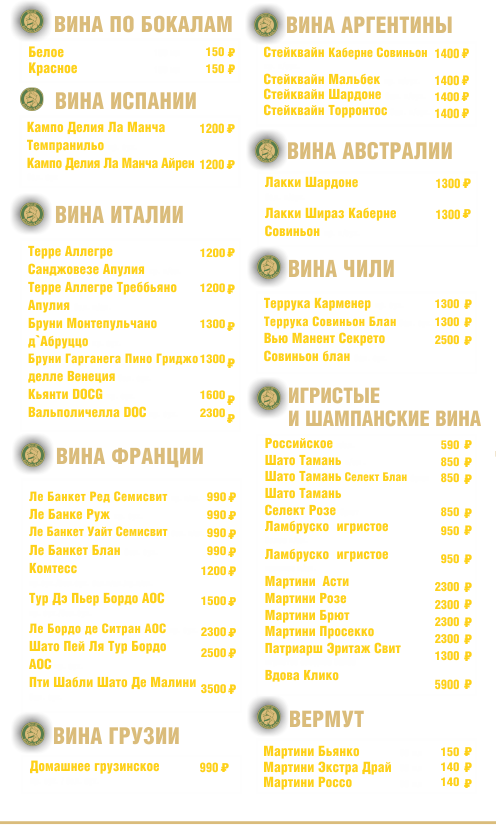 ВИНА ПО БОКАЛАМ
Белое 150 ₽
Красное 150 ₽
ВИНА ИСПАНИИ
Кампо Делия Ла Манча 1200 ₽
Темпранильо
Кампо Делия Ла Манча Айрен 1200 ₽
ВИНА ИТАЛИИ
Терре Аллегре 1200 ₽
Санджовезе Апулия
Терре Аллегре Треббьяно 1200 ₽
Апулия
Бруни Монтепульчано 1300 ₽
д`Абруццо
Бруни Гарганега Пино Гриджо 1300 ₽
делле Венеция
Кьянти DOCG 1600 ₽
Вальполичелла DOC 2300 ₽
ВИНА ФРАНЦИИ
Ле Банкет Ред Семисвит 990 ₽
Ле Банке Руж 990 ₽
Ле Банкет Уайт Семисвит 990 ₽
Ле Банкет Блан 990 ₽
Комтесс 1200 ₽
Тур Дэ Пьер Бордо АОС 1500 ₽
Ле Бордо де Ситран АОС 2300 ₽
Шато Пей Ля Тур Бордо 2500 ₽
АОС
Пти Шабли Шато Де Малини 3500 ₽
ВИНА ГРУЗИИ
Домашнее грузинское 990 ₽
ВИНА АРГЕНТИНЫ
Стейквайн Каберне Совиньон 1400 ₽
Стейквайн Мальбек 1400 ₽
Стейквайн Шардоне 1400 ₽
Стейквайн Торронтос 1400 ₽
ВИНА АВСТРАЛИИ
Лакки Шардоне 1300 ₽
Лакки Шираз Каберне 1300 ₽
Совиньон
ВИНА ЧИЛИ
Террука Карменер 1300 ₽
Террука Совиньон Блан 1300 ₽
Вью Манент Секрето 2500 ₽
Совиньон блан
ИГРИСТЫЕ
И ШАМПАНСКИЕ ВИНА
Российское 590 ₽
Шато Тамань 850 ₽
Шато Тамань Селект Блан 850 ₽
Шато Тамань
Селект Розе 850 ₽
Ламбруско игристое 950 ₽
Ламбруско игристое 950 ₽
Мартини Асти 2300 ₽
Мартини Розе 2300 ₽
Мартини Брют 2300 ₽
Мартини Просекко 2300 ₽
Патриарш Эритаж Свит 1300 ₽
Вдова Клико 5900 ₽
ВЕРМУТ
Мартини Бьянко 150 ₽
Мартини Экстра Драй 140 ₽
Мартини Россо 140 ₽